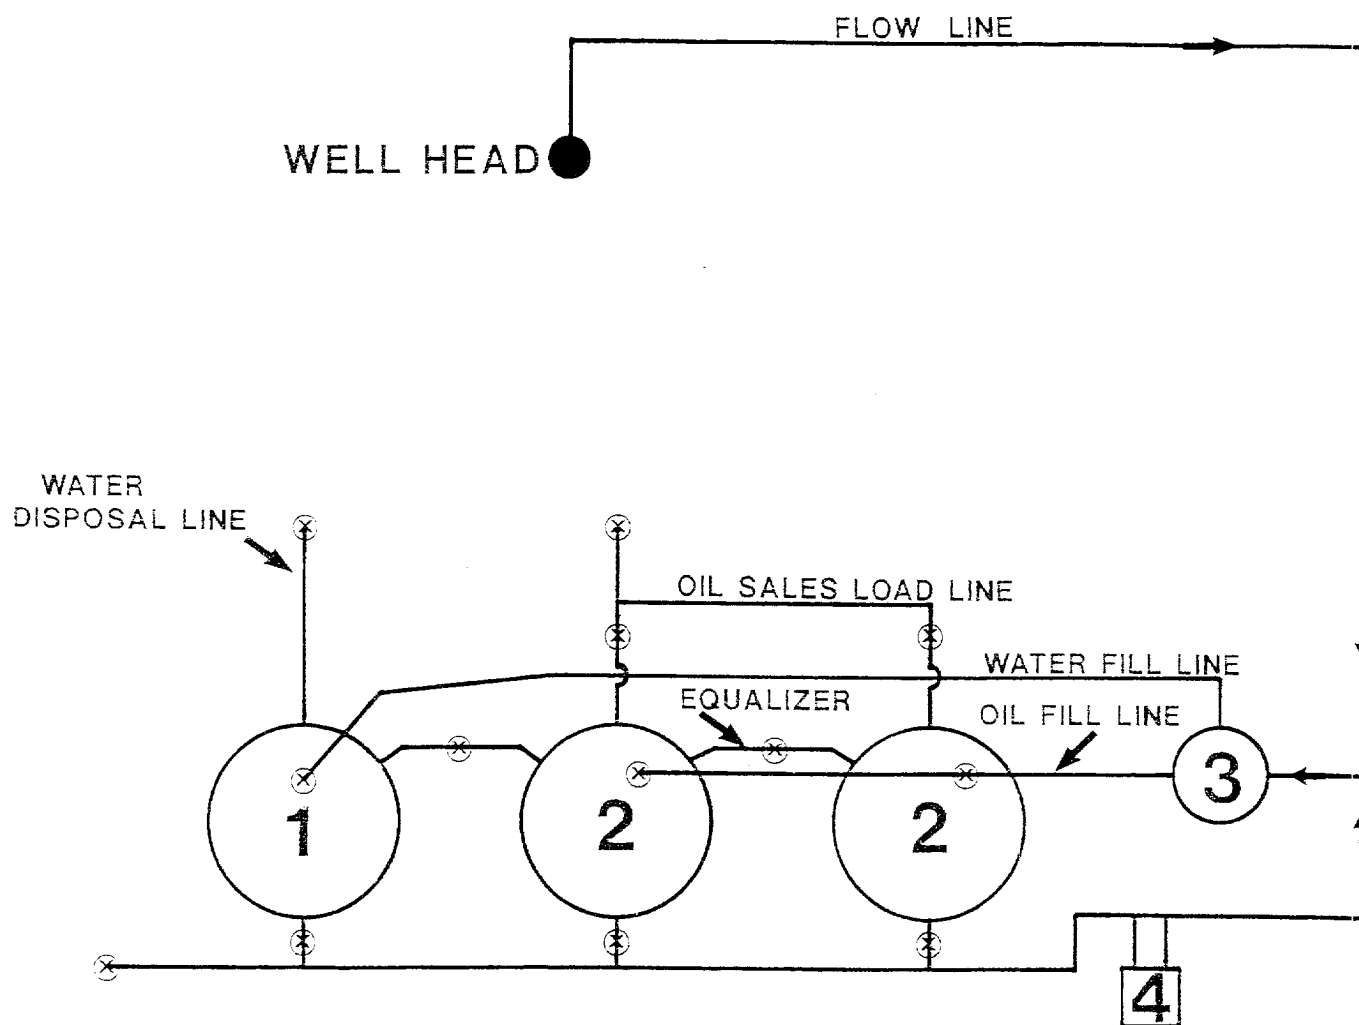 FLOW LINE
WELL HEAD
WATER
DISPOSAL LINE
OIL SALES LOAD LINE
WATER FILL LINE
EQUALIZER
OIL FILL LINE
1
2
2
3
4